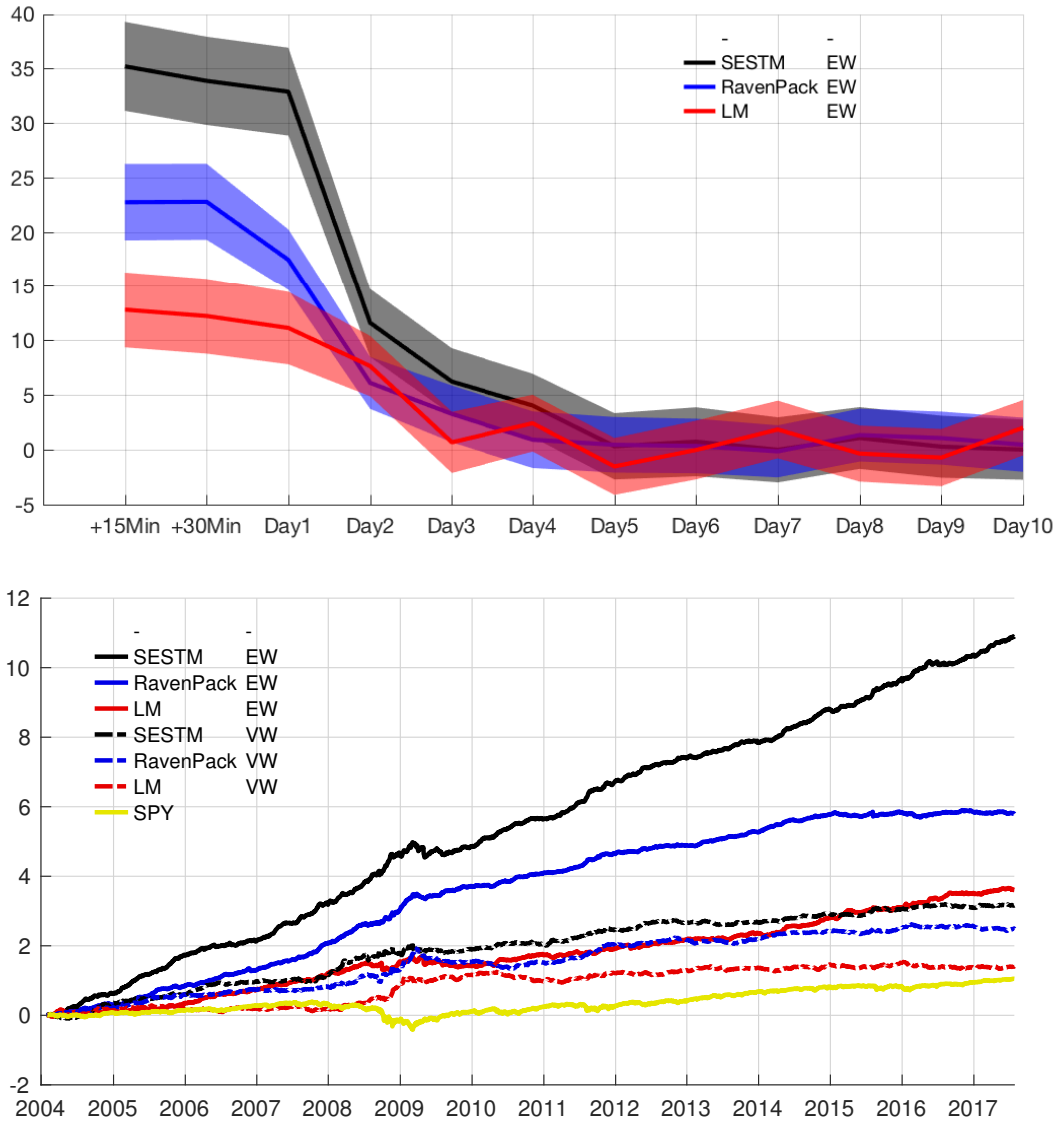 40
- -
SESTM EW
35
RavenPack EW
LM EW
30
25
20
15
10
5
0
-5
+15Min +30Min Day1 Day2 Day3 Day4 Day5 Day6 Day7 Day8 Day9 Day10
12
- -
SESTM EW
10
RavenPack EW
LM EW
8
SESTM VW
RavenPack VW
LM VW
6
SPY
4
2
0
-2
2004 2005 2006 2007 2008 2009 2010 2011 2012 2013 2014 2015 2016 2017